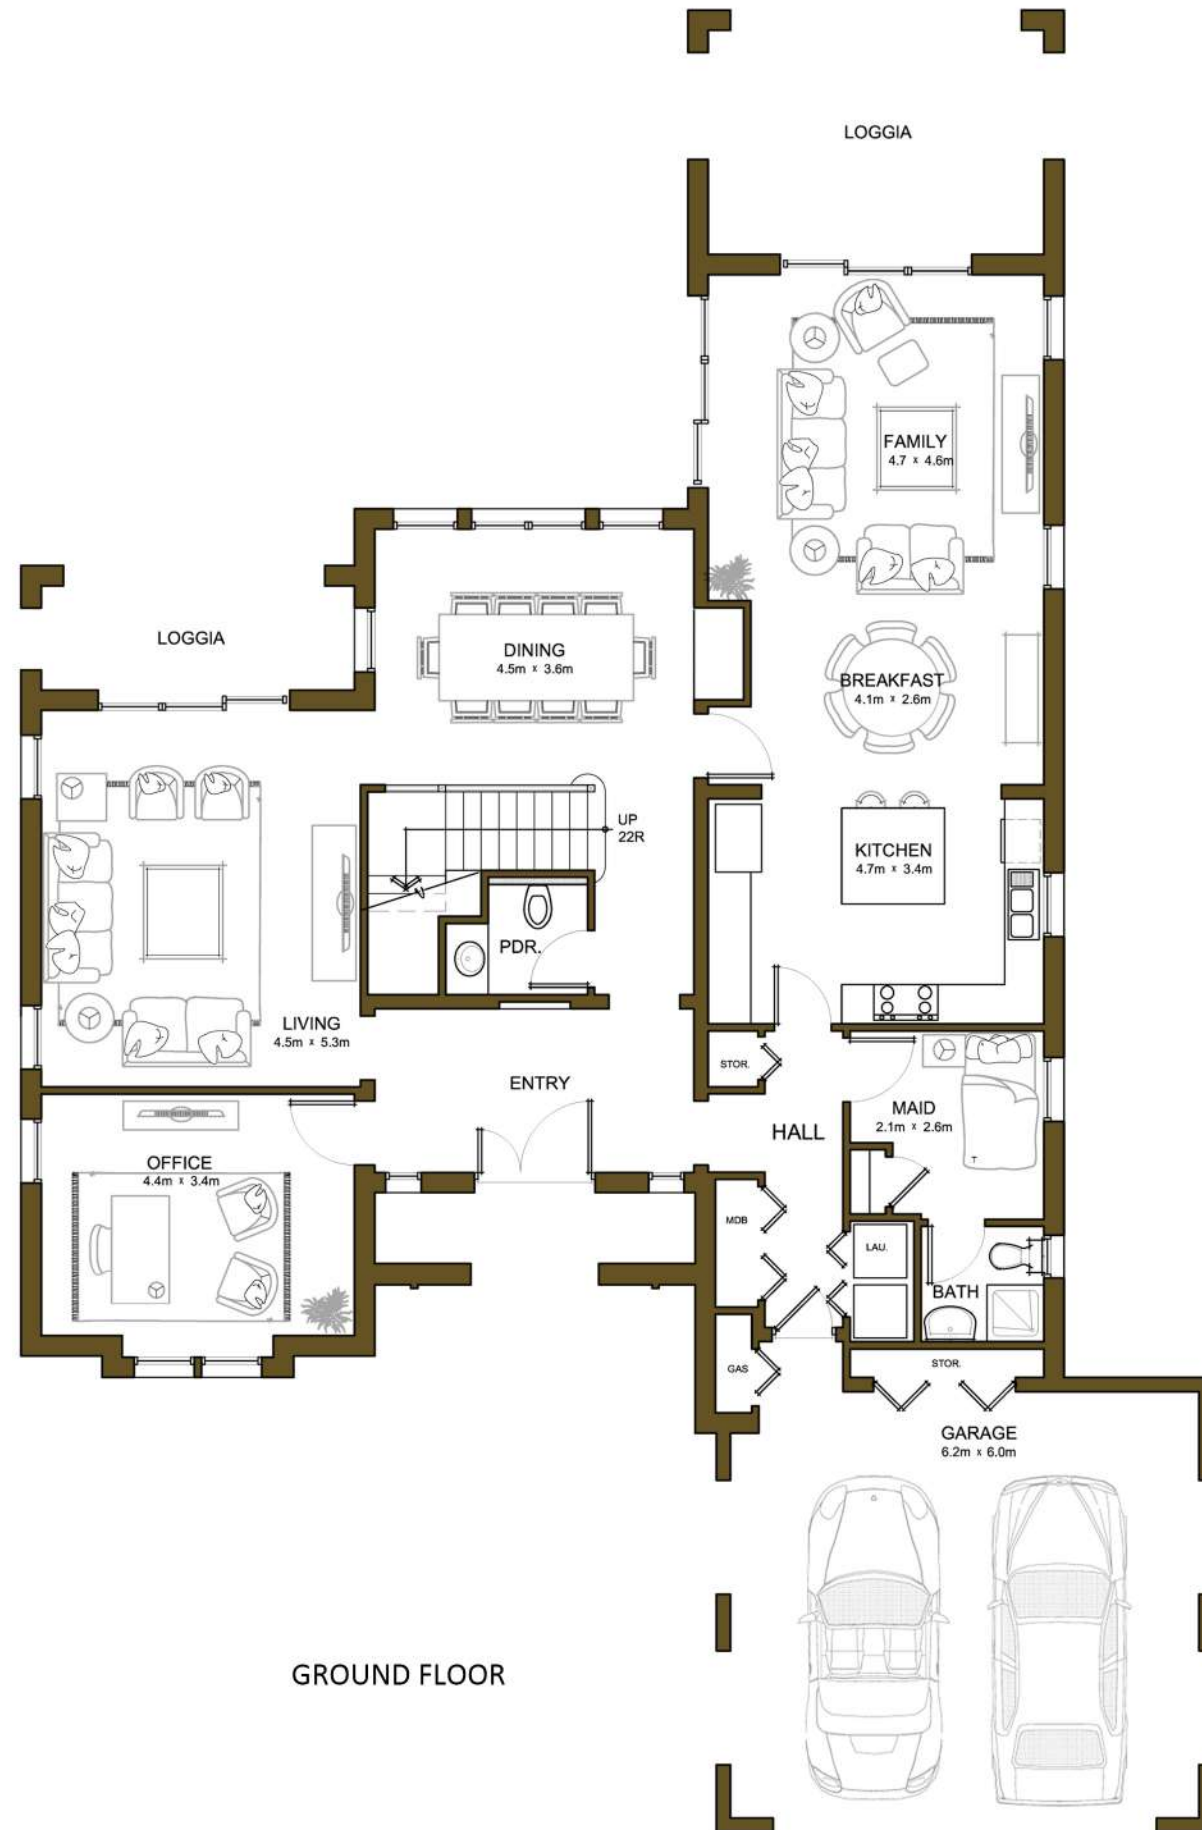 LOGGIA
FAMILY
4.7 x 4.6m
LOGGIA
DINING
4.5m x 3.6m
BREAKFAST
4.1m x 2.6m
UP
22R
KITCHEN
4.7m x 3.4m
PDR.
LIVING
4.5m x 5.3m
STOR.
ENTRY
MAID
2.1m x 2.6m
HALL
OFFICE
4.4m x 3.4m
MDB
LAU.
BATH
GAS
STOR.
GARAGE
6.2m x 6.0m
GROUND FLOOR